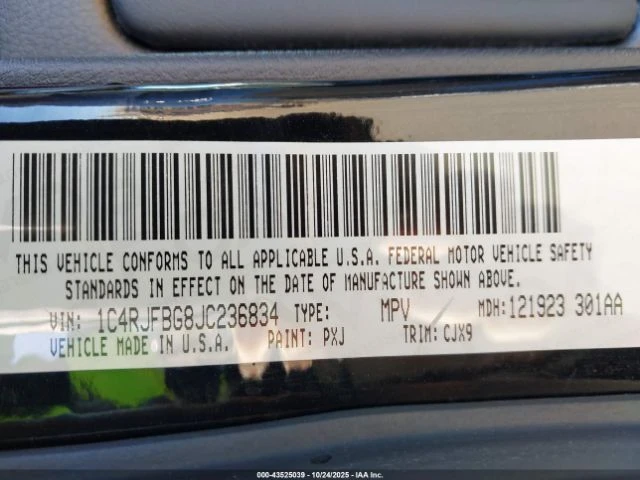 THIS VEHICLE CONFORMS TO ALL APPLICABLE U.S.A. FEDERAL MOTOR VEHICLE SAFETY
STANDARDS IN EFFECT ON THE DATE OF MANUFACTURE SHOWN ABOVE.
VIN: 1C4RJFBG8JC236834 TYPE: MPV MDH:121923 301AA
VEHICLE MADE IN U.S.A. PAINT: PXJ TRIM:CJX9
000-43525039 - 10/24/2025 - IAA